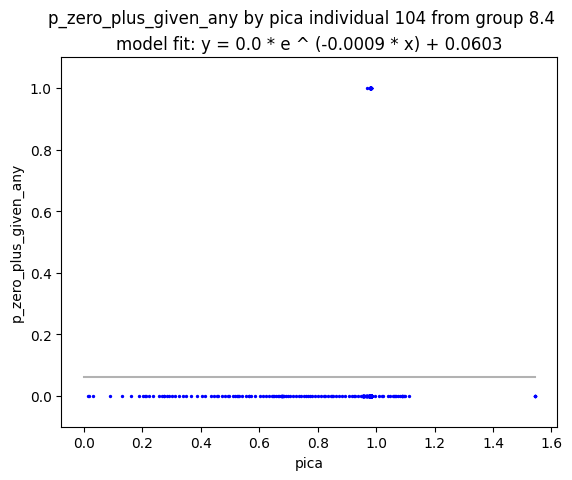 p_zero_plus_given_any by pica individual 104 from group 8.4
model fit: y = 0.0 * e ^ (-0.0009 * x) + 0.0603
1.0
0.8
0.6
0.4
0.2
0.0
p_zero_plus_given_any
0.0 0.2 0.4 0.6 0.8 1.0 1.2 1.4 1.6
pica